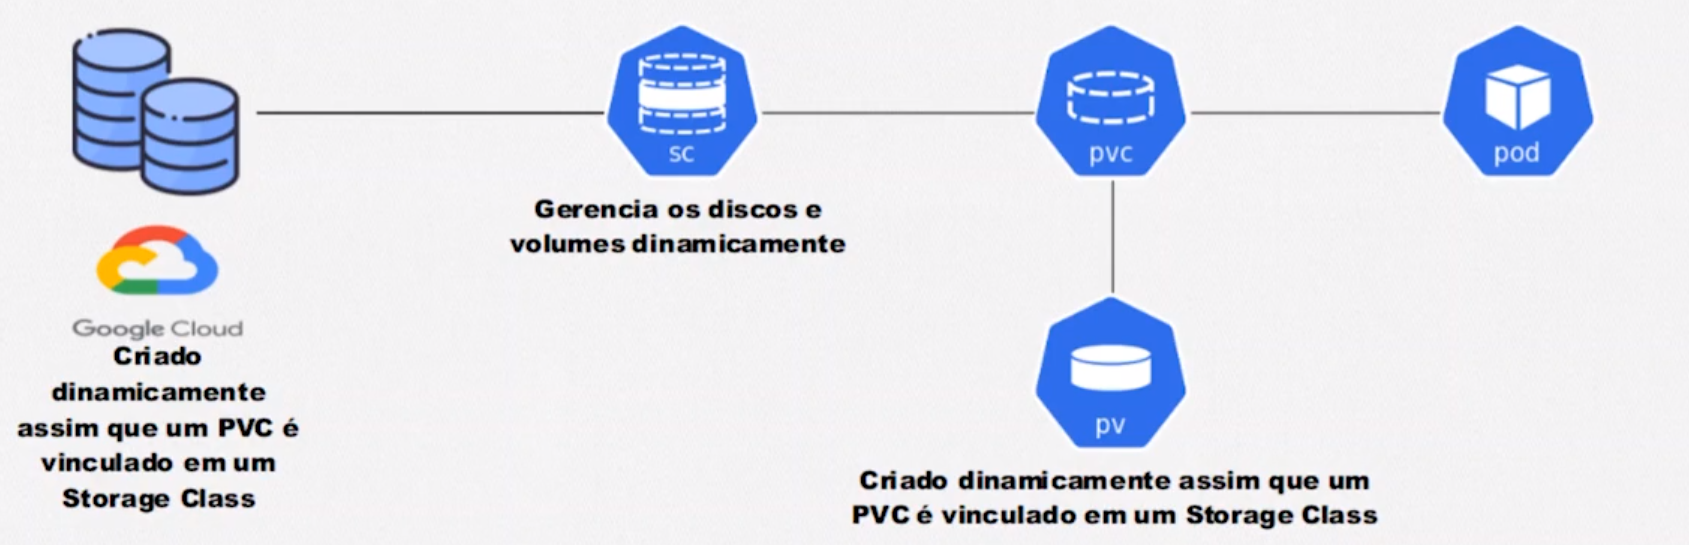 sc
pvc
pod
Gerencia os discos e
volumes dinamicamente
Google Cloud
Criado
dinamicamente
assim que um PVC é
vinculado em um
Storage Class
pv
Criado dinamicamente assim que um
PVC é vinculado em um Storage Class